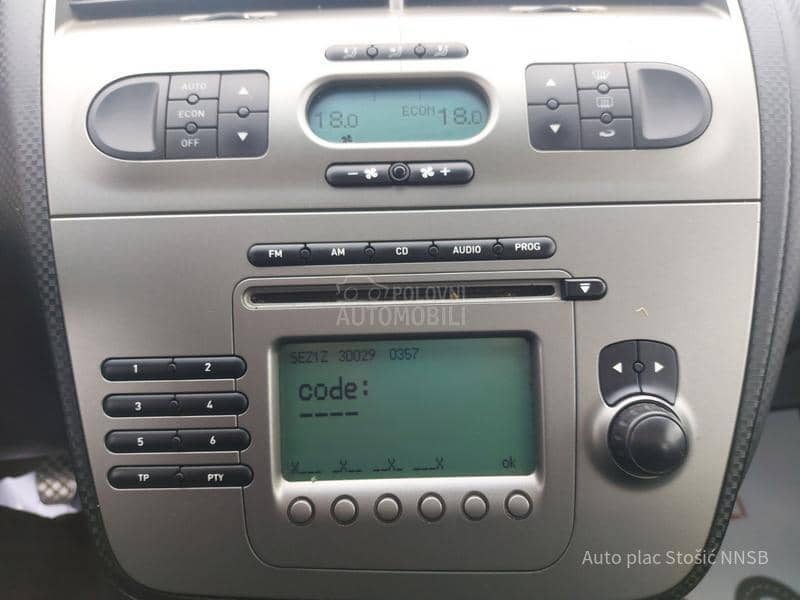 AUTO
ECON
OFF
18.0 ECON 18.0
- +
FM AM CD AUDIO PROG
POLOVNI
AUTOMOBILI
SEZ1Z 3D029 0357
code:
----
X___ _X__ __X_ ___X ok
1 2
3 4
5 6
TP PTY
Auto plac Stošić NNSB